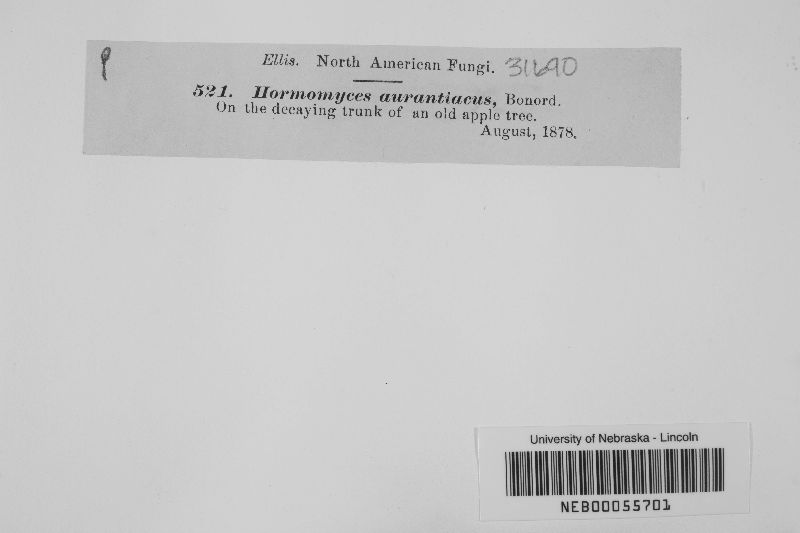 Ellis. North American Fungi. 31690
521. Hormomyces aurantiacus, Bonord.
On the decaying trunk of an old apple tree.
August, 1878.
University of Nebraska - Lincoln
NEB00055701